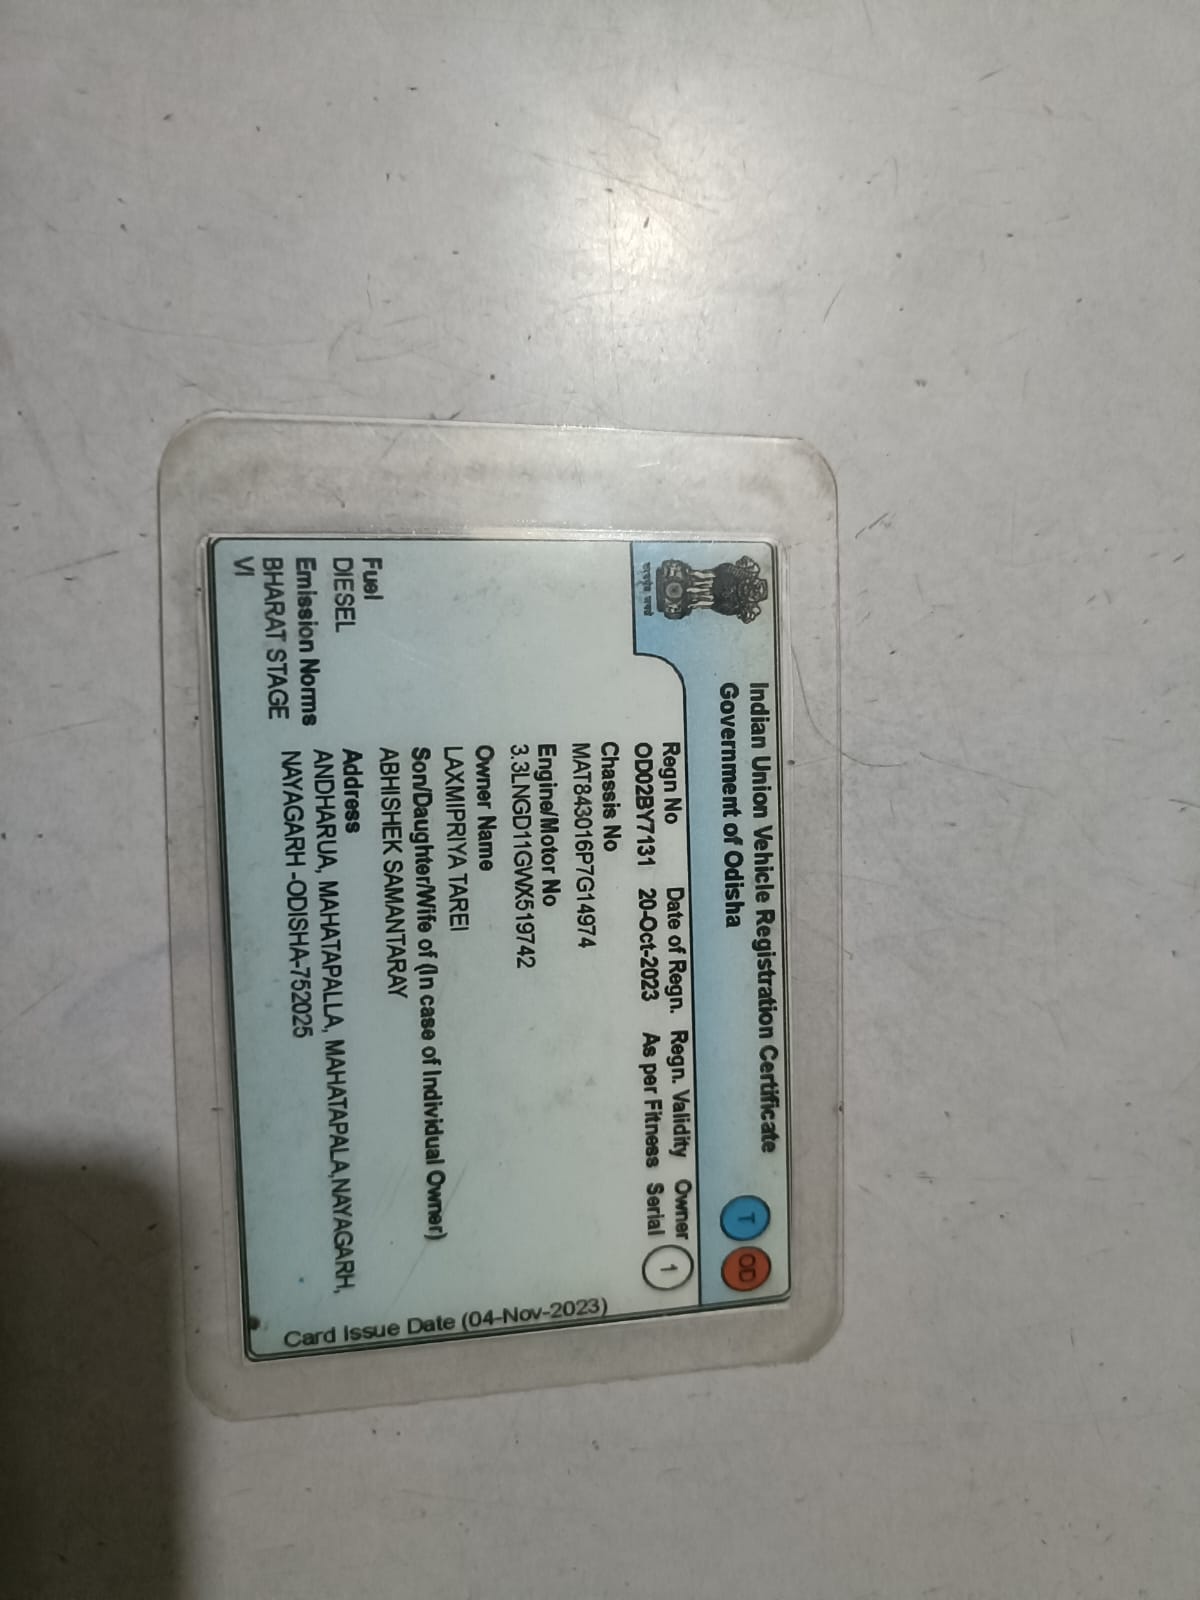 Indian Union Vehicle Registration Certificate
Government of Odisha
T OD
Regn No Date of Regn. Regn. Validity Owner
OD02BY7131 20-Oct-2023 As per Fitness Serial 1
Chassis No
MAT843016P7G14974
Engine/Motor No
3.3LNGD11GWX519742
Owner Name
LAXMIPRIYA TAREI
Son/Daughter/Wife of (In case of Individual Owner)
ABHISHEK SAMANTARAY
Fuel
DIESEL
Emission Norms
BHARAT STAGE
VI
Address
ANDHARUA, MAHATAPALLA, MAHATAPALA,NAYAGARH,
NAYAGARH -ODISHA-752025
Card Issue Date (04-Nov-2023)